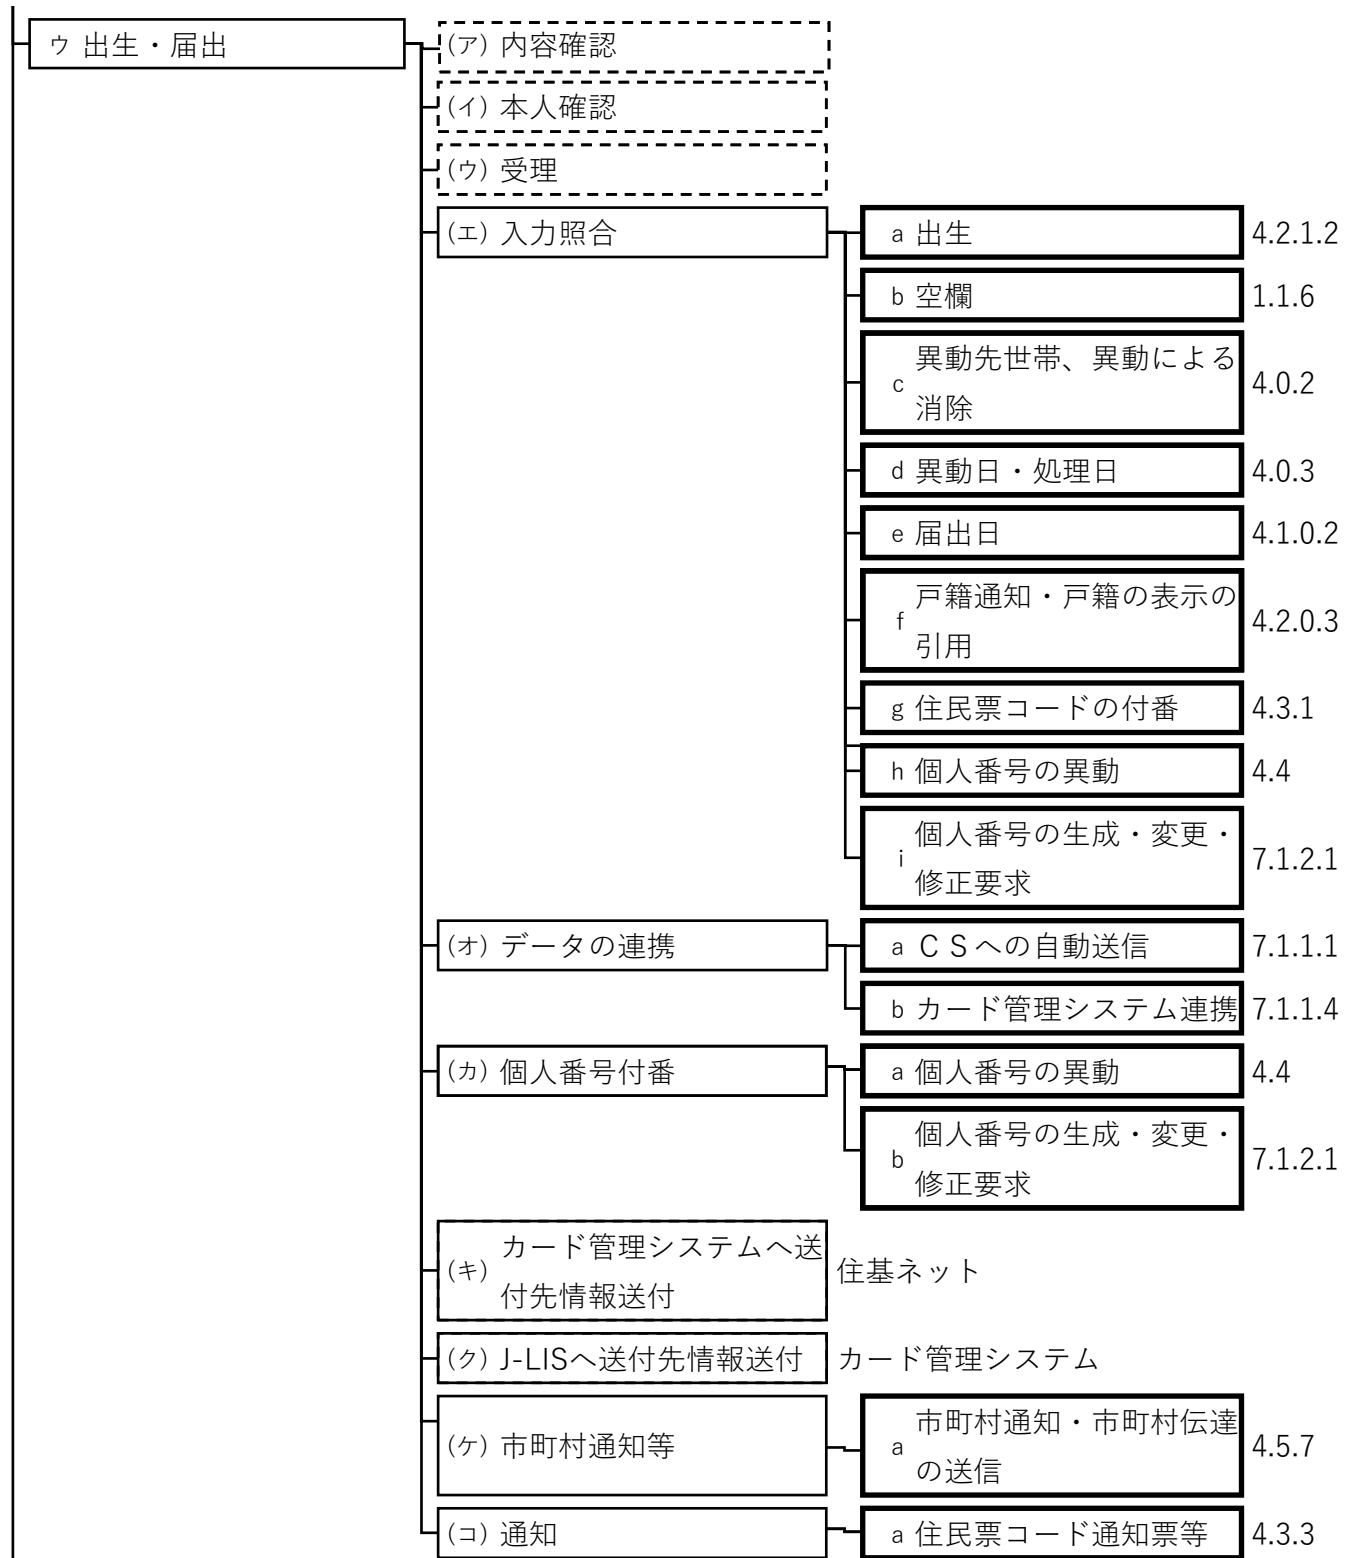 ウ 出生・届出
(ア) 内容確認
(イ) 本人確認
(ウ) 受理
(エ) 入力照合
a 出生 4.2.1.2
b 空欄 1.1.6
c 異動先世帯、異動による
消除 4.0.2
d 異動日・処理日 4.0.3
e 届出日 4.1.0.2
f 戸籍通知・戸籍の表示の
引用 4.2.0.3
g 住民票コードの付番 4.3.1
h 個人番号の異動 4.4
i 個人番号の生成・変更・
修正要求 7.1.2.1
(オ) データの連携
a ＣＳへの自動送信 7.1.1.1
b カード管理システム連携 7.1.1.4
(カ) 個人番号付番
a 個人番号の異動 4.4
b 個人番号の生成・変更・
修正要求 7.1.2.1
(キ) カード管理システムへ送
付先情報送付 住基ネット
(ク) J-LISへ送付先情報送付 カード管理システム
(ケ) 市町村通知等
a 市町村通知・市町村伝達
の送信 4.5.7
(コ) 通知
a 住民票コード通知票等 4.3.3